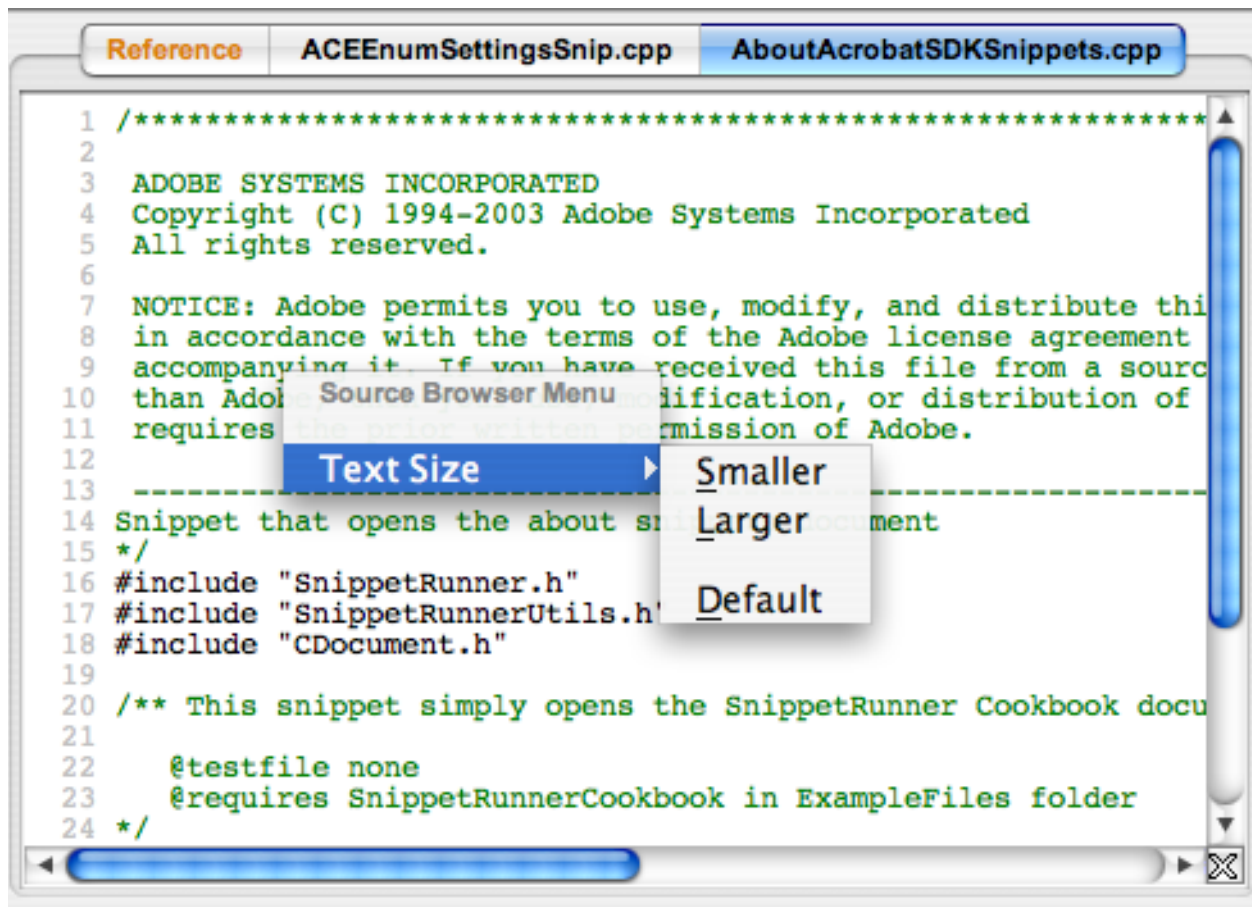 Reference ACEEnumSettingsSnip.cpp AboutAcrobatSDKSnippets.cpp
1 /************************************************************
2
3 ADOBE SYSTEMS INCORPORATED
4 Copyright (C) 1994-2003 Adobe Systems Incorporated
5 All rights reserved.
6
7 NOTICE: Adobe permits you to use, modify, and distribute thi
8 in accordance with the terms of the Adobe license agreement
9 accompanying it. If you have received this file from a sourc
10 than Adobe, modification, or distribution of
11 requires the prior written permission of Adobe.
12
13 ------------------------------------------------------------
14 Snippet that opens the about snippets document
15 */
16 #include "SnippetRunner.h"
17 #include "SnippetRunnerUtils.h"
18 #include "CDocument.h"
19
20 /** This snippet simply opens the SnippetRunner Cookbook docu
21
22 @testfile none
23 @requires SnippetRunnerCookbook in ExampleFiles folder
24 */
Source Browser Menu
Text Size
Smaller
Larger
Default